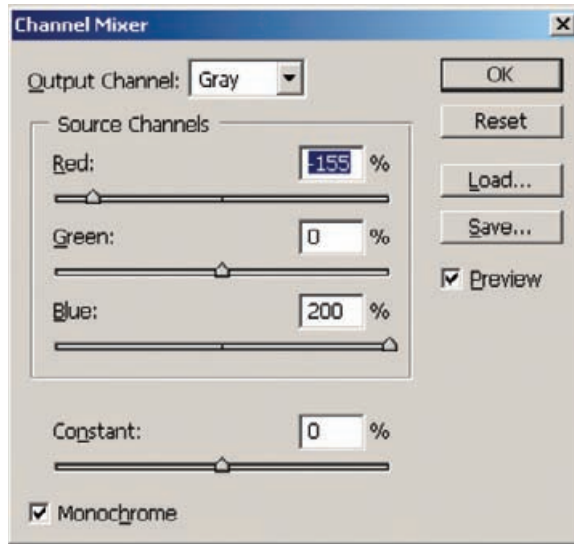 Channel Mixer
Output Channel: Gray
OK
Source Channels
Reset
Red: -155 %
Load...
Green: 0 %
Save...
Preview
Blue: 200 %
Constant: 0 %
Monochrome